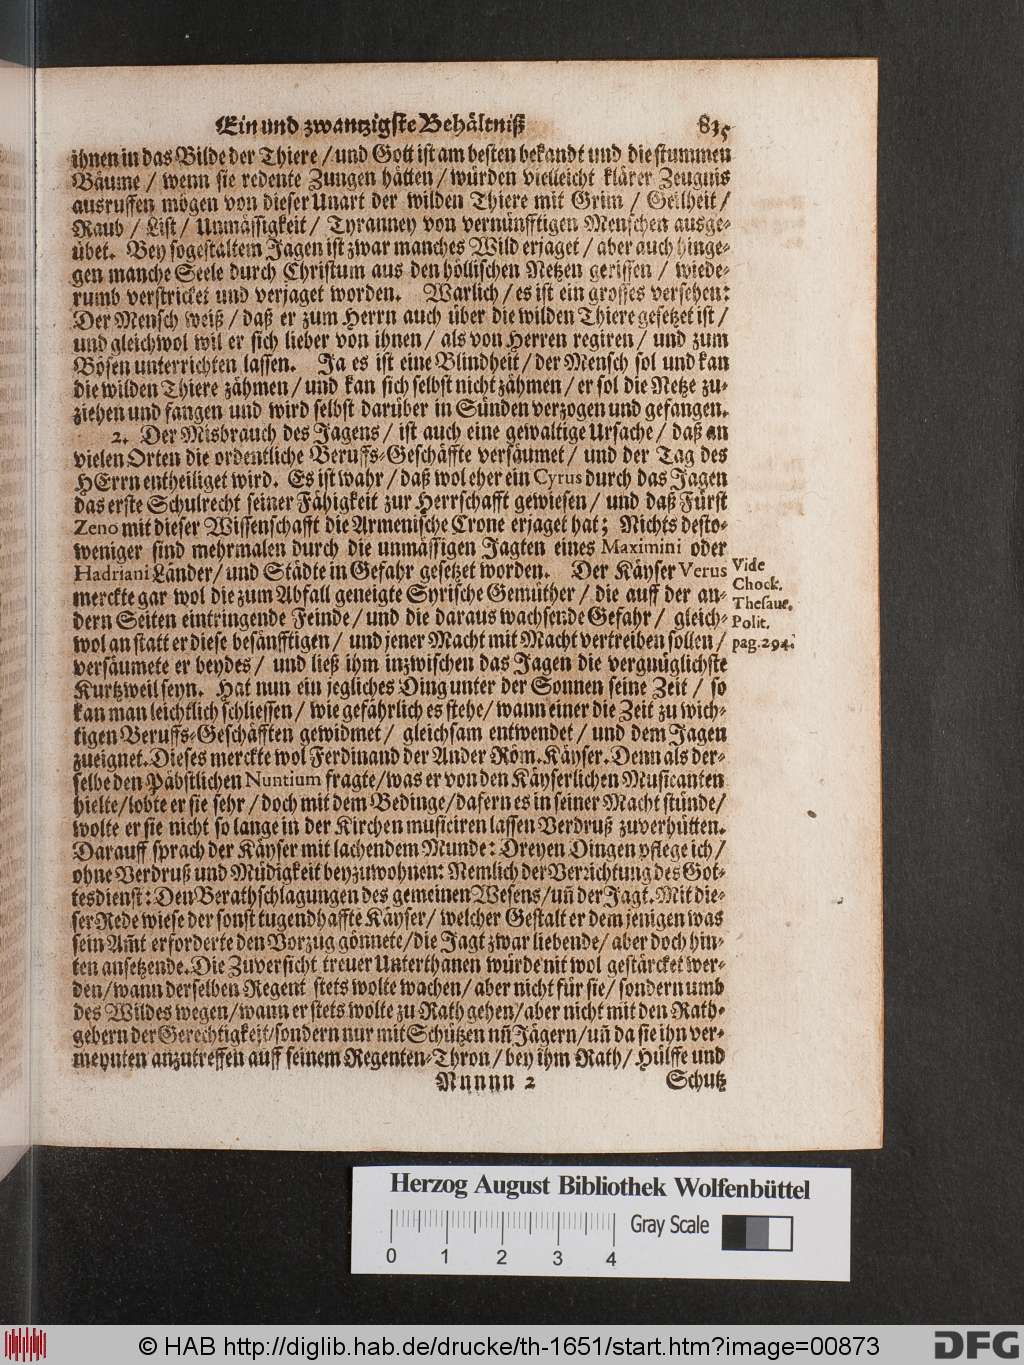 Ein und zwantzigste Behältniß 835
ihnen in das Bilde der Thiere / und Gott ist am besten bekandt und die stummen
Bäume / wenn sie redente Zungen hätten / würden vielleicht klärer Zeugnis
ausruffen mögen von dieser Unart der wilden Thiere mit Grim / Geilheit /
Raub / List / Unmässigkeit / Tyranney von vernünfftigen Menschen ausge-
übet. Bey sogestaltem Jagen ist zwar manches Wild erjaget / aber auch hinge-
gen manche Seele durch Christum aus den höllischen Netzen gerissen / wiede-
rumb verstricket und verjaget worden. Warlich / es ist ein grosses versehen:
Der Mensch weiß / daß er zum Herrn auch über die wilden Thiere gesetzet ist /
und gleichwol wil er sich lieber von ihnen / als von Herren regiren / und zum
Bösen unterrichten lassen. Ja es ist eine Blindheit / der Mensch sol und kan
die wilden Thiere zähmen / und kan sich selbst nicht zähmen / er sol die Netze zu-
ziehen und fangen und wird selbst darüber in Sünden verzogen und gefangen.
2. Der Misbrauch des Jagens / ist auch eine gewaltige Ursache / daß an
vielen Orten die ordentliche Beruffs-Geschäffte versäumet / und der Tag des
HErrn entheiliget wird. Es ist wahr / daß wol eher ein Cyrus durch das Jagen
das erste Schulrecht seiner Fähigkeit zur Herrschafft gewiesen / und daß Fürst
Zeno mit dieser Wissenschafft die Armenische Crone erjaget hat; Nichts desto-
weniger sind mehrmalen durch die unmässigen Jagten eines Maximini oder
Hadriani Länder / und Städte in Gefahr gesetzet worden. Der Käyser Verus
merckte gar wol die zum Abfall geneigte Syrische Gemüther / die auff der an-
dern Seiten eintringende Feinde / und die daraus wachsende Gefahr / gleich-
wol an statt er diese besänfftigen / und jener Macht mit Macht vertreiben sollen /
versäumete er beydes / und ließ ihm inzwischen das Jagen die vergnüglichste
Kurtzweil seyn. Hat nun ein jegliches Ding unter der Sonnen seine Zeit / so
kan man leichtlich schliessen / wie gefährlich es stehe / wann einer die Zeit zu wich-
tigen Beruffs-Geschäfften gewidmet / gleichsam entwendet / und dem Jagen
zueignet. Dieses merckte wol Ferdinand der Ander Röm. Käyser. Denn als der-
selbe den Päbstlichen Nuntium fragte / was er von den Käyserlichen Musicanten
hielte / lobte er sie sehr / doch mit dem Bedinge / dafern es in seiner Macht stünde /
wolte er sie nicht so lange in der Kirchen musiciren lassen Verdruß zuverhütten.
Darauff sprach der Käyser mit lachendem Munde: Dreyen Dingen pflege ich /
ohne Verdruß und Müdigkeit beyzuwohnen: Nemlich der Verrichtung des Got-
tesdienst: Den Berathschlagungen des gemeinen Wesens / uñ der Jagt. Mit die-
ser Rede wiese der sonst tugendhaffte Käyser / welcher Gestalt er dem jenigen was
sein Am̃t erforderte den Vorzug gönnete / die Jagt zwar liebende / aber doch hin-
ten ansetzende. Die Zuversicht treuer Unterthanen würde nit wol gestärcket wer-
den / wann derselben Regent stets wolte wachen / aber nicht für sie / sondern umb
des Wildes wegen / wann er stets wolte zu Rath gehen / aber nicht mit den Rath-
gebern der Gerechtigkeit / sondern nur mit Schützen uñ Jägern / uñ da sie ihn ver-
meynten anzutreffen auff seinem Regenten-Thron / bey ihm Rath / Hülffe und
Nnnnn 2 Schutz
Vide
Chock.
Thesaur.
Polit.
pag. 294.
Herzog August Bibliothek Wolfenbüttel
Gray Scale
0 1 2 3 4
© HAB http://diglib.hab.de/drucke/th-1651/start.htm?image=00873
DFG